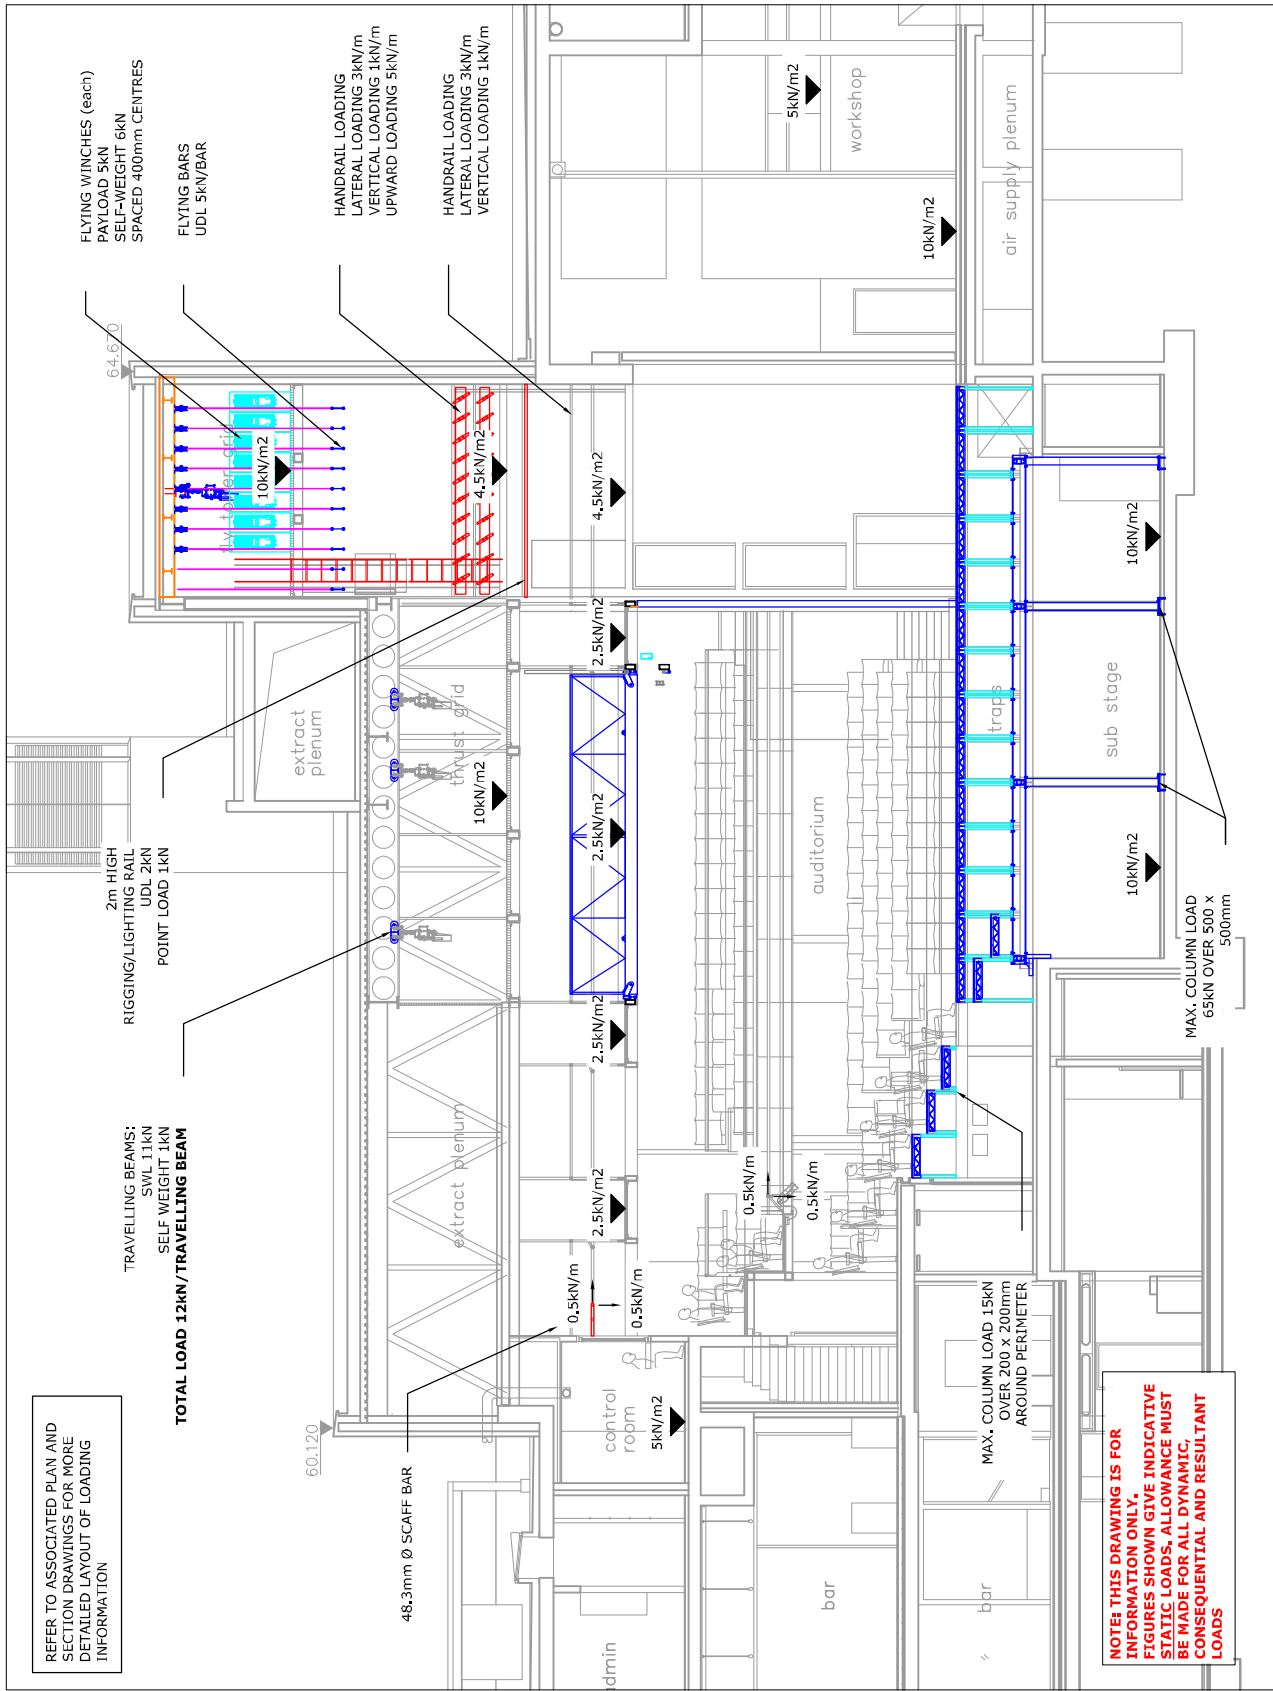 REFER TO ASSOCIATED PLAN AND
SECTION DRAWINGS FOR MORE
DETAILED LAYOUT OF LOADING
INFORMATION
TRAVELLING BEAMS:
SWL 11kN
SELF WEIGHT 1kN
TOTAL LOAD 12kN/TRAVELLING BEAM
2m HIGH
RIGGING/LIGHTING RAIL
UDL 2kN
POINT LOAD 1kN
FLYING WINCHES (each)
PAYLOAD 5kN
SELF-WEIGHT 6kN
SPACED 400mm CENTRES
FLYING BARS
UDL 5kN/BAR
HANDRAIL LOADING
LATERAL LOADING 3kN/m
VERTICAL LOADING 1kN/m
UPWARD LOADING 5kN/m
HANDRAIL LOADING
LATERAL LOADING 3kN/m
VERTICAL LOADING 1kN/m
64.670
60.120
extract
plenum
fly tower grid
10kN/m2
thrust grid
10kN/m2
4.5kN/m2
4.5kN/m2
extract plenum
48.3mm Ø SCAFF BAR
0.5kN/m
0.5kN/m
2.5kN/m2
2.5kN/m2
2.5kN/m2
2.5kN/m2
control
room
5kN/m2
0.5kN/m
0.5kN/m
auditorium
5kN/m2
workshop
10kN/m2
air supply plenum
traps
sub stage
10kN/m2
10kN/m2
admin
bar
bar
MAX. COLUMN LOAD 15kN
OVER 200 x 200mm
AROUND PERIMETER
MAX. COLUMN LOAD
65kN OVER 500 x
500mm
NOTE: THIS DRAWING IS FOR
INFORMATION ONLY.
FIGURES SHOWN GIVE INDICATIVE
STATIC LOADS. ALLOWANCE MUST
BE MADE FOR ALL DYNAMIC,
CONSEQUENTIAL AND RESULTANT
LOADS